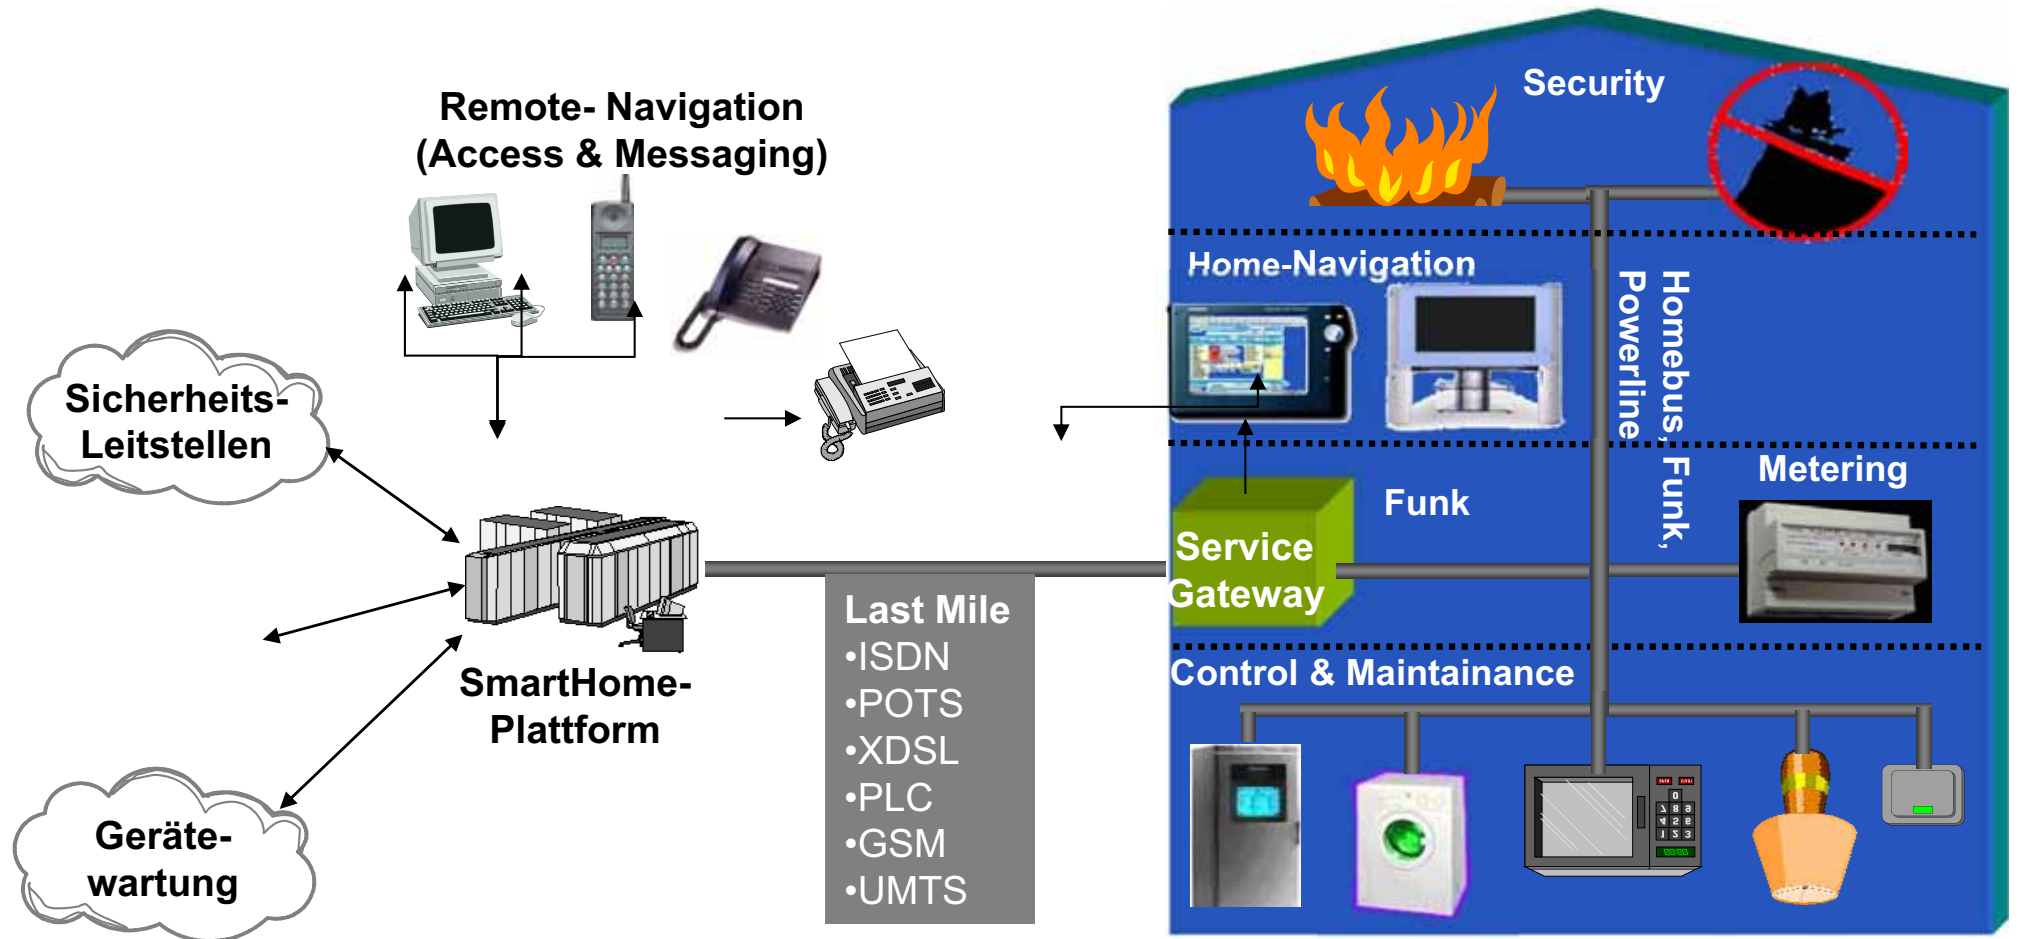 Remote- Navigation
(Access & Messaging)
Sicherheits-
Leitstellen
SmartHome-
Plattform
Geräte-
wartung
Last Mile
•ISDN
•POTS
•XDSL
•PLC
•GSM
•UMTS
Security
Home-Navigation
Homebus, Funk,
Powerline
Funk
Metering
Service
Gateway
Control & Maintainance